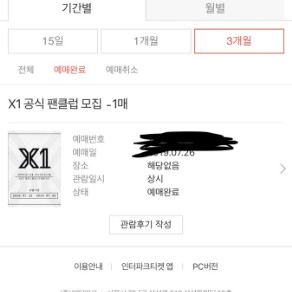 기간별 월별
15일 1개월 3개월
전체 예매완료 예매취소
X1 공식 팬클럽 모집 -1매
X1
예매번호
예매일 2019.07.26
장소 해당없음
관람일시 상시
상태 예매완료
관람후기 작성
이용안내 인터파크티켓 앱 PC버전